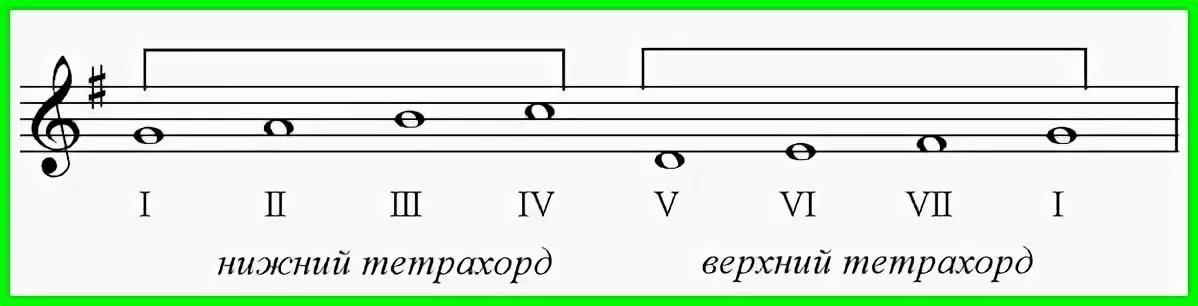 I II III IV V VI VII I
нижний тетрахорд верхний тетрахорд